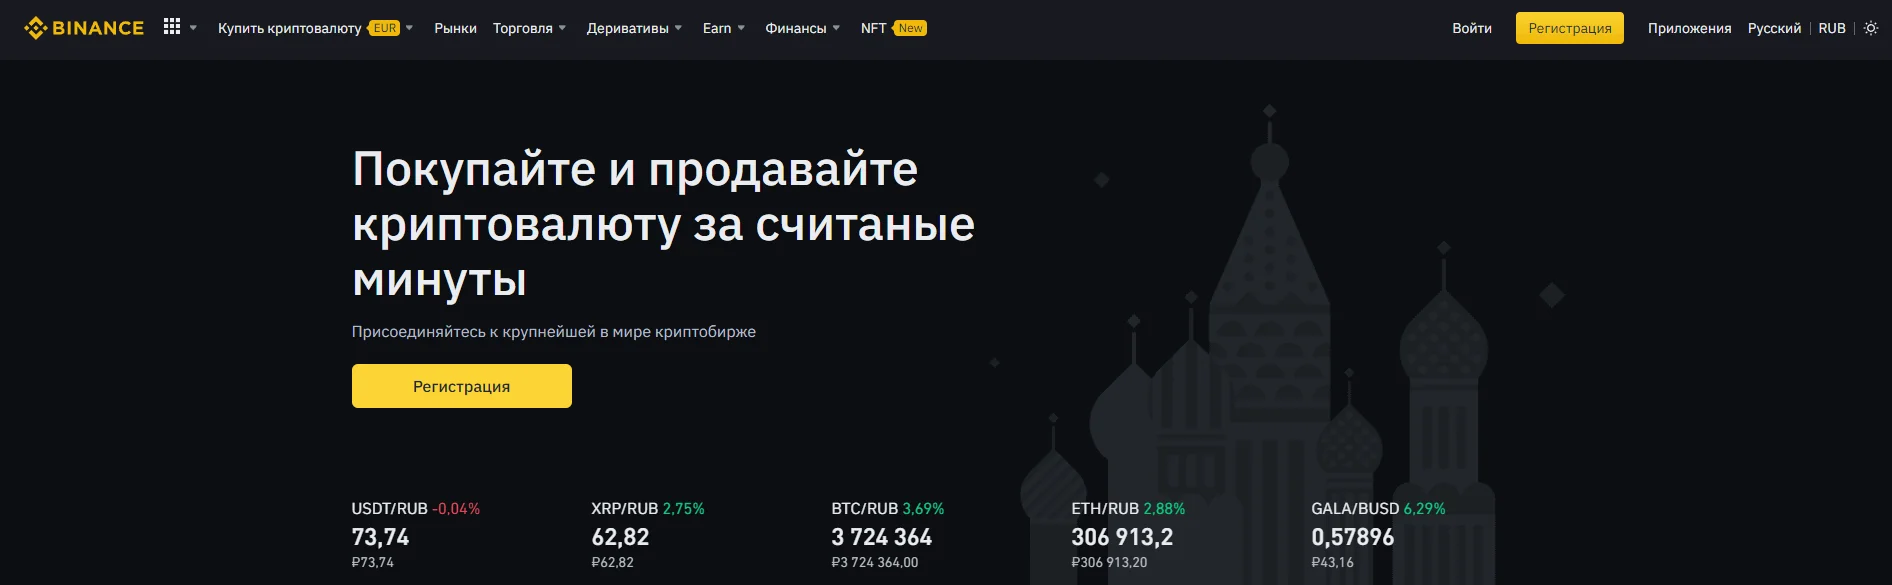 BINANCE Купить криптовалюту EUR Рынки Торговля Деривативы Earn Финансы NFT New Войти Регистрация Приложения Русский RUB
Покупайте и продавайте
криптовалюту за считаные
минуты
Присоединяйтесь к крупнейшей в мире криптобирже
Регистрация
USDT/RUB -0,04% XRP/RUB 2,75% BTC/RUB 3,69% ETH/RUB 2,88% GALA/BUSD 6,29%
73,74 62,82 3 724 364 306 913,2 0,57896
₽73,74 ₽62,82 ₽3 724 364,00 ₽306 913,20 ₽43,16